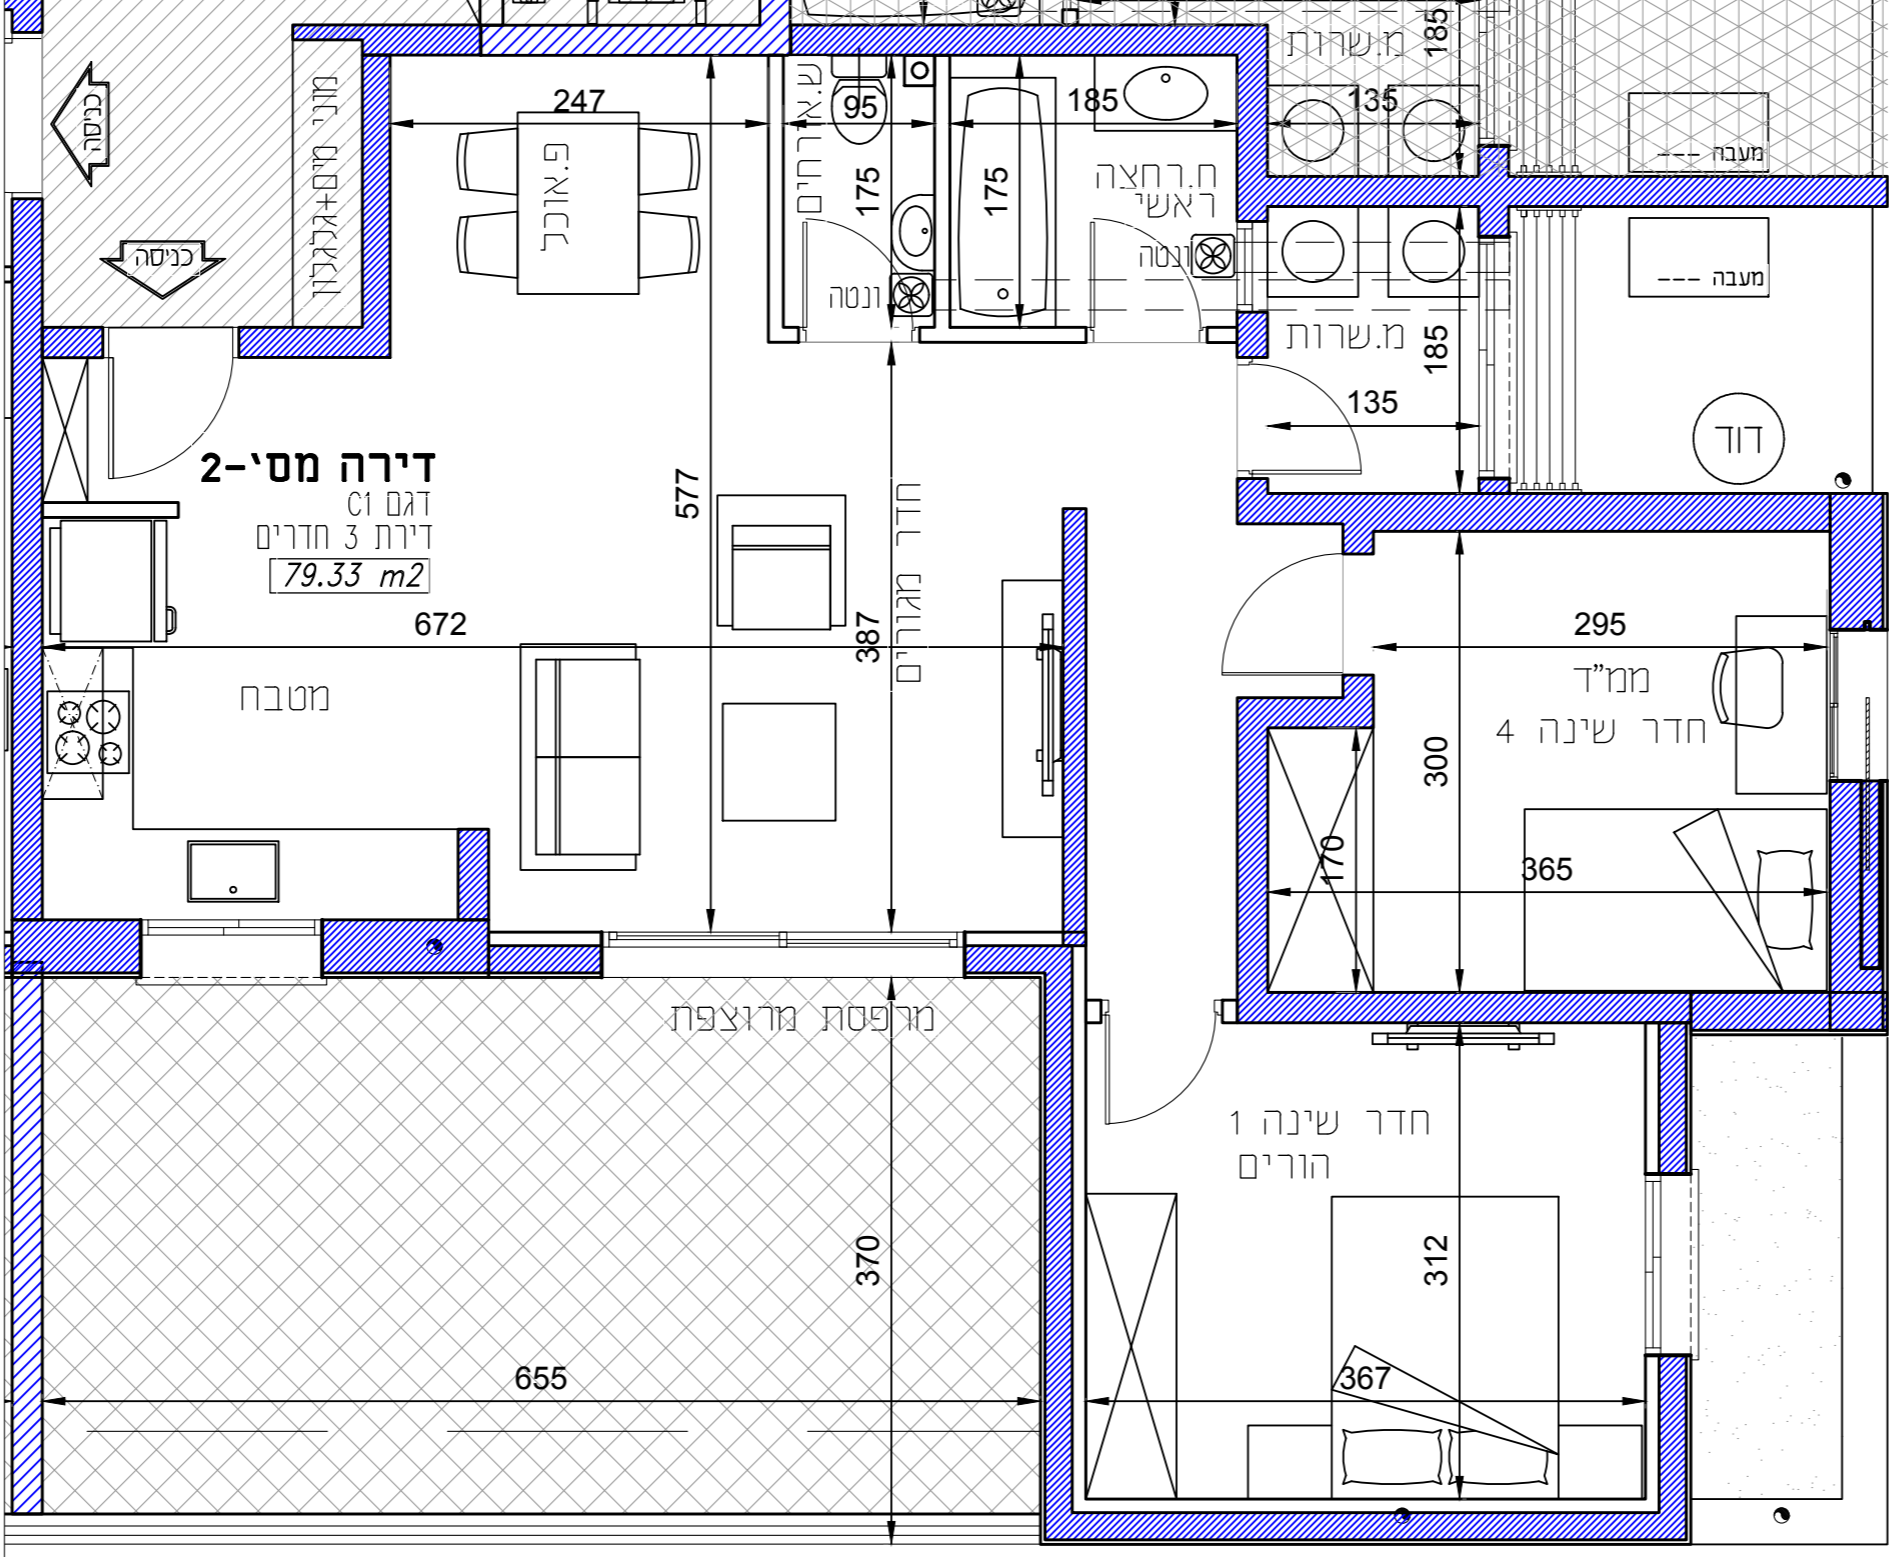 מ.שרות
185
135
מעבה ---
כניסה
כניסה
מוני מים+גלגלון
247
פ.אוכל
ש.אורחים
95
175
ונטה
185
175
ח.רחצה
ראשי
ונטה
מעבה ---
מ.שרות
185
135
דוד
דירה מס'-2
דגם C1
דירת 3 חדרים
79.33 m2
577
חדר מגורים
387
672
מטבח
295
ממ"ד
חדר שינה 4
300
170
365
מרפסת מרוצפת
370
655
חדר שינה 1
הורים
312
367